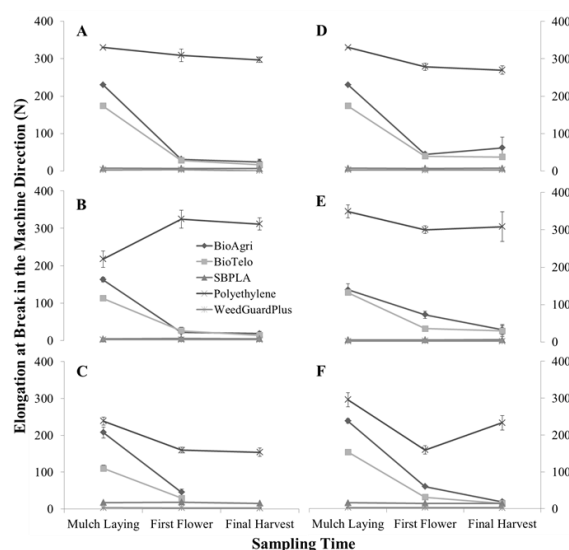 Elongation at Break in the Machine Direction (N)
A
400
300
200
100
0
D
400
300
200
100
0
B
400
300
200
100
0
BioAgri
BioTelo
SBPLA
Polyethylene
WeedGuardPlus
E
400
300
200
100
0
C
400
300
200
100
0
F
400
300
200
100
0
Mulch Laying First Flower Final Harvest
Mulch Laying First Flower Final Harvest
Sampling Time